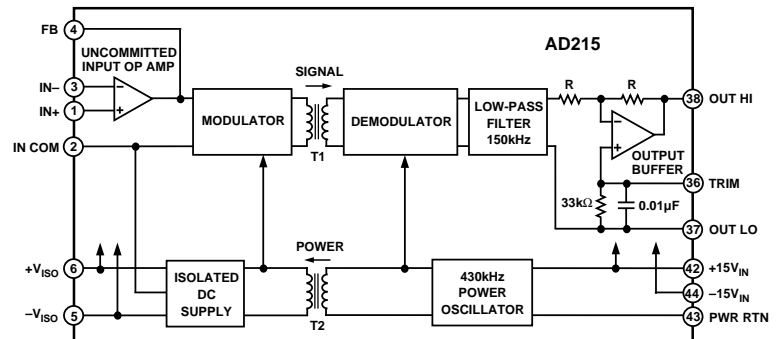 FB
4
AD215
UNCOMMITTED
INPUT OP AMP
IN–
3
–
IN+
1
+
SIGNAL
R
R
38
OUT HI
MODULATOR
DEMODULATOR
LOW-PASS
FILTER
150kHz
–
+
IN COM
2
T1
OUTPUT
BUFFER
36
TRIM
33kΩ
0.01µF
37
OUT LO
POWER
+VISO
6
ISOLATED
DC
SUPPLY
430kHz
POWER
OSCILLATOR
42
+15VIN
44
–15VIN
–VISO
5
T2
43
PWR RTN